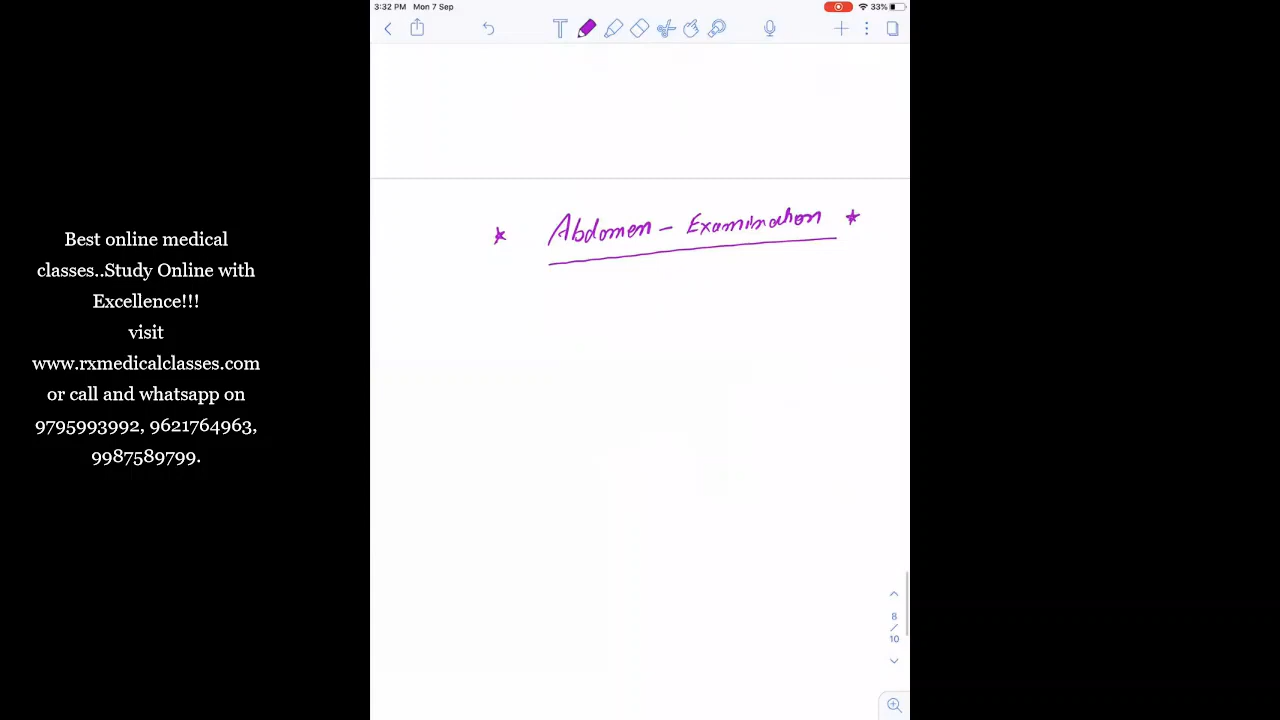 3:32 PM Mon 7 Sep
33%
T
* Abdomen - Examination *
Best online medical
classes..Study Online with
Excellence!!!
visit
www.rxmedicalclasses.com
or call and whatsapp on
9795993992, 9621764963,
9987589799.
8
/
10